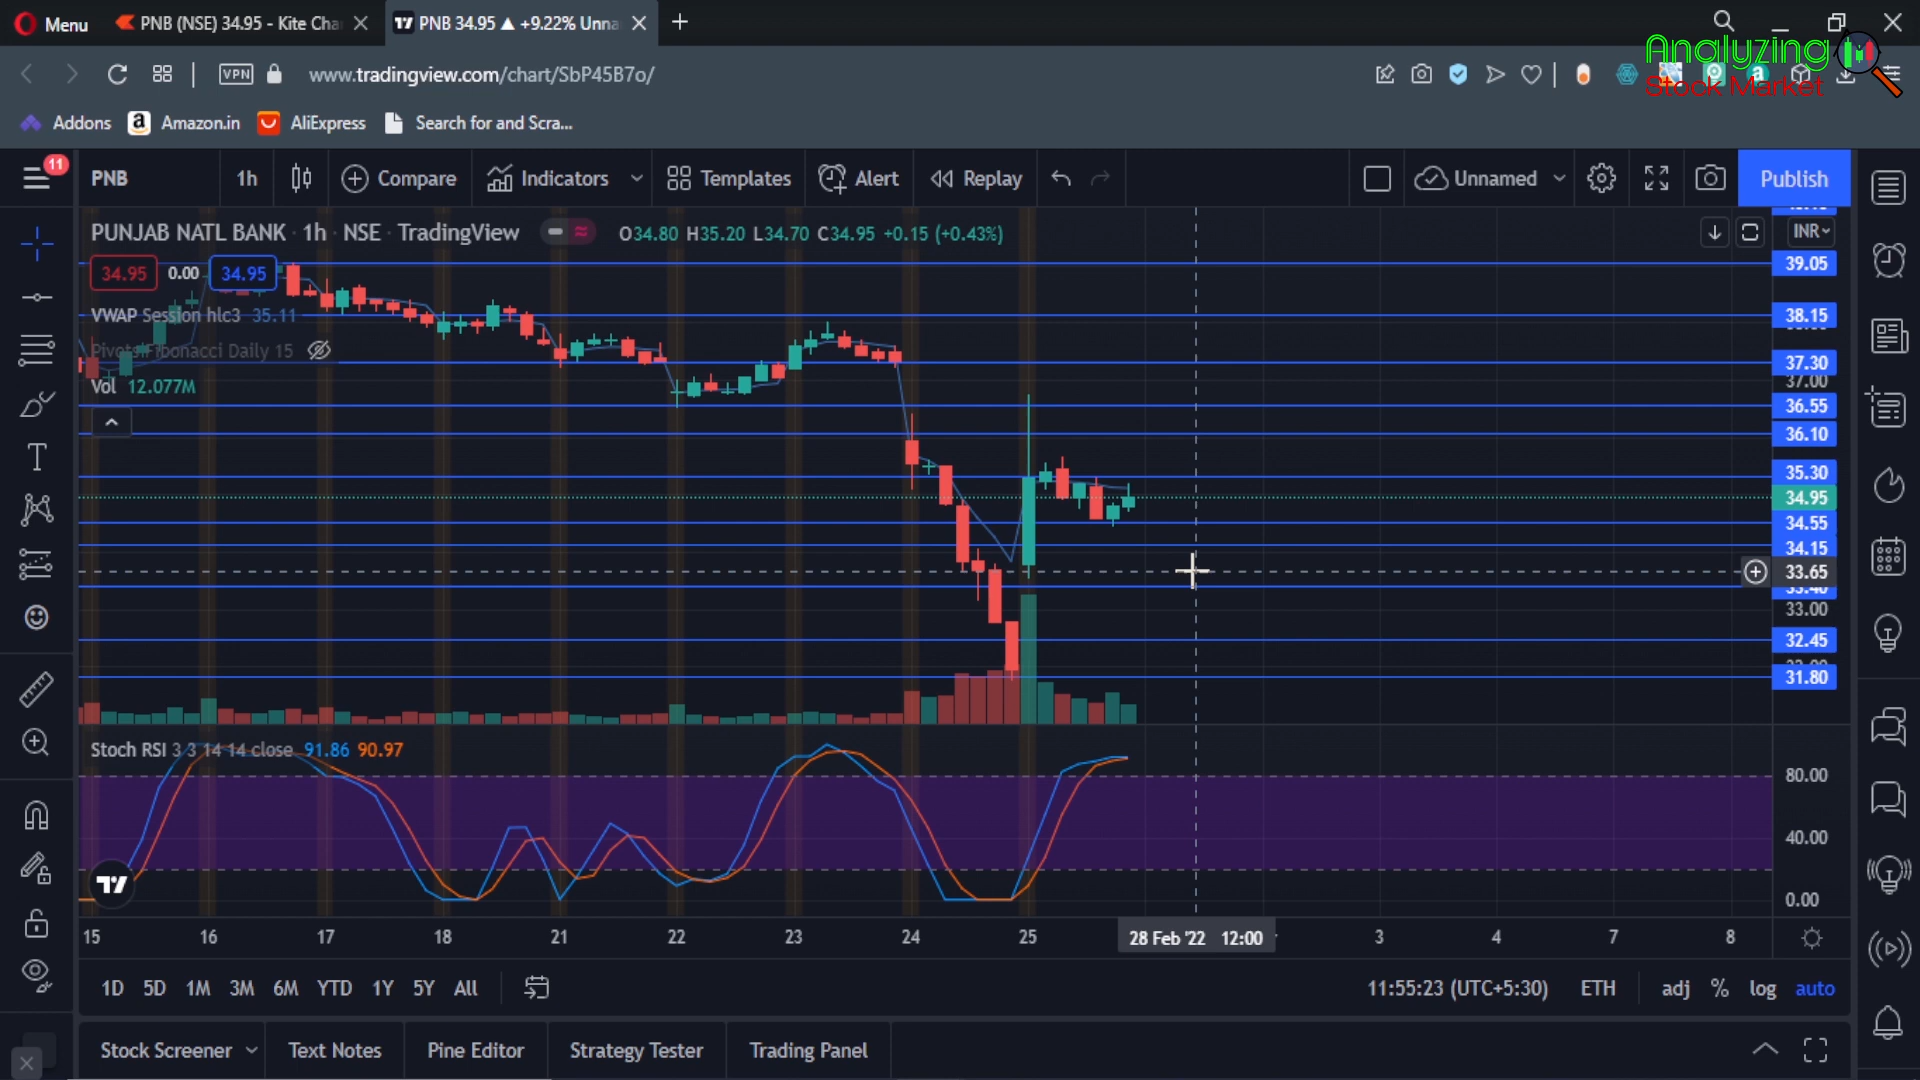 Menu
PNB (NSE) 34.95 - Kite Cha
PNB 34.95 ▲ +9.22% Unna
Analyzing
Stock Market
VPN
www.tradingview.com/chart/SbP45B7o/
Addons
Amazon.in
AliExpress
Search for and Scra...
11
PNB
1h
Compare
Indicators
Templates
Alert
Replay
Unnamed
Publish
PUNJAB NATL BANK · 1h · NSE · TradingView
O34.80 H35.20 L34.70 C34.95 +0.15 (+0.43%)
INR
34.95 0.00 34.95
VWAP Session hlc3 35.11
Pivots Fibonacci Daily 15
Vol 12.077M
39.05
38.15
37.30
37.00
36.55
36.10
35.30
34.95
34.55
34.15
33.65
33.40
33.00
32.45
31.80
Stoch RSI 3 3 14 14 close 91.86 90.97
80.00
40.00
0.00
15 16 17 18 21 22 23 24 25 28 Feb '22 12:00 3 4 7 8
1D 5D 1M 3M 6M YTD 1Y 5Y All
11:55:23 (UTC+5:30) ETH adj % log auto
Stock Screener
Text Notes
Pine Editor
Strategy Tester
Trading Panel